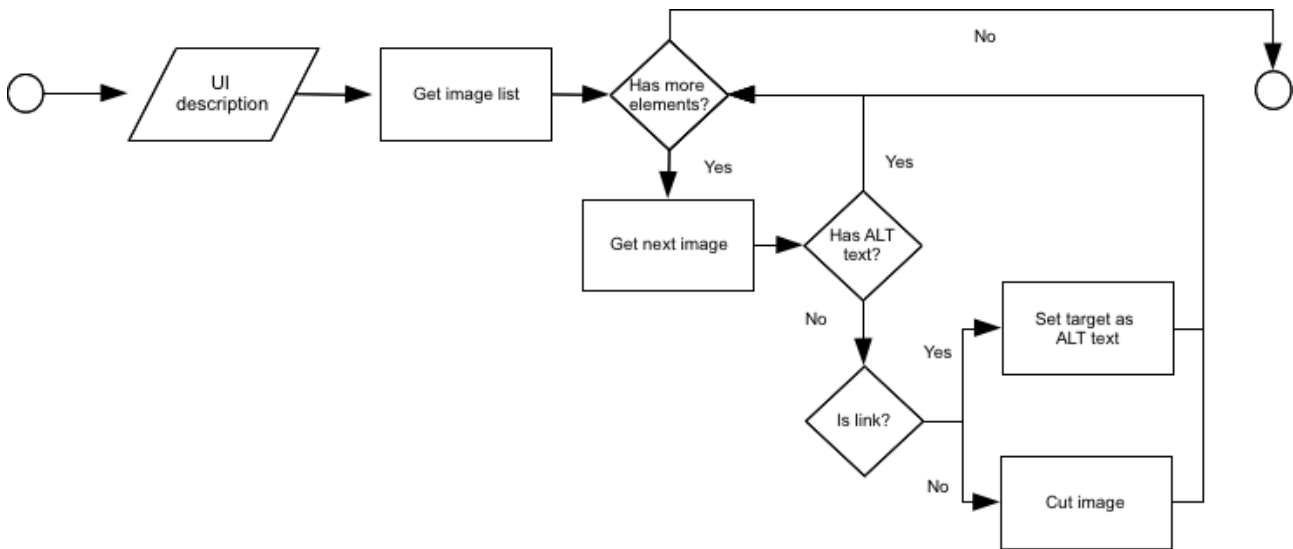 No
UI
description
Get image list
Has more
elements?
Yes
Yes
Get next image
Has ALT
text?
No
Set target as
ALT text
Yes
Is link?
No
Cut image